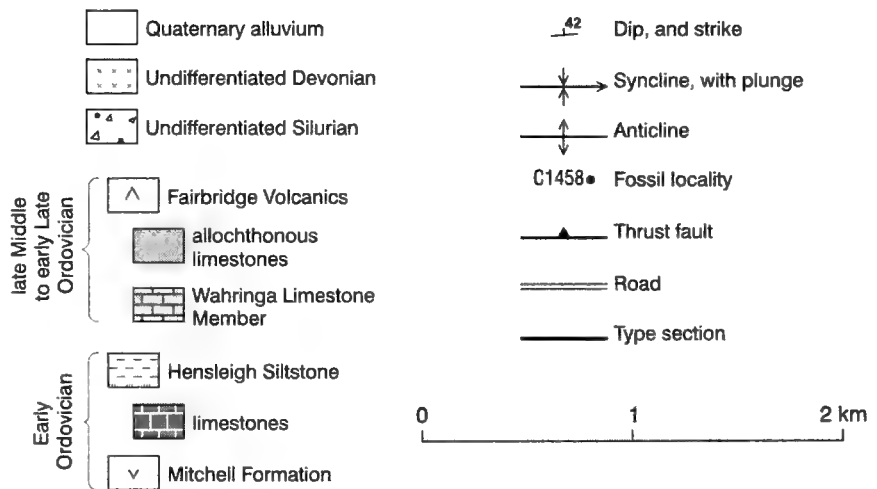 Quaternary alluvium
Undifferentiated Devonian
Undifferentiated Silurian
late Middle
to early Late
Ordovician
Fairbridge Volcanics
allochthonous
limestones
Wahringa Limestone
Member
Early
Ordovician
Hensleigh Siltstone
limestones
Mitchell Formation
42 Dip, and strike
Syncline, with plunge
Anticline
C1458 Fossil locality
Thrust fault
Road
Type section
0 1 2 km